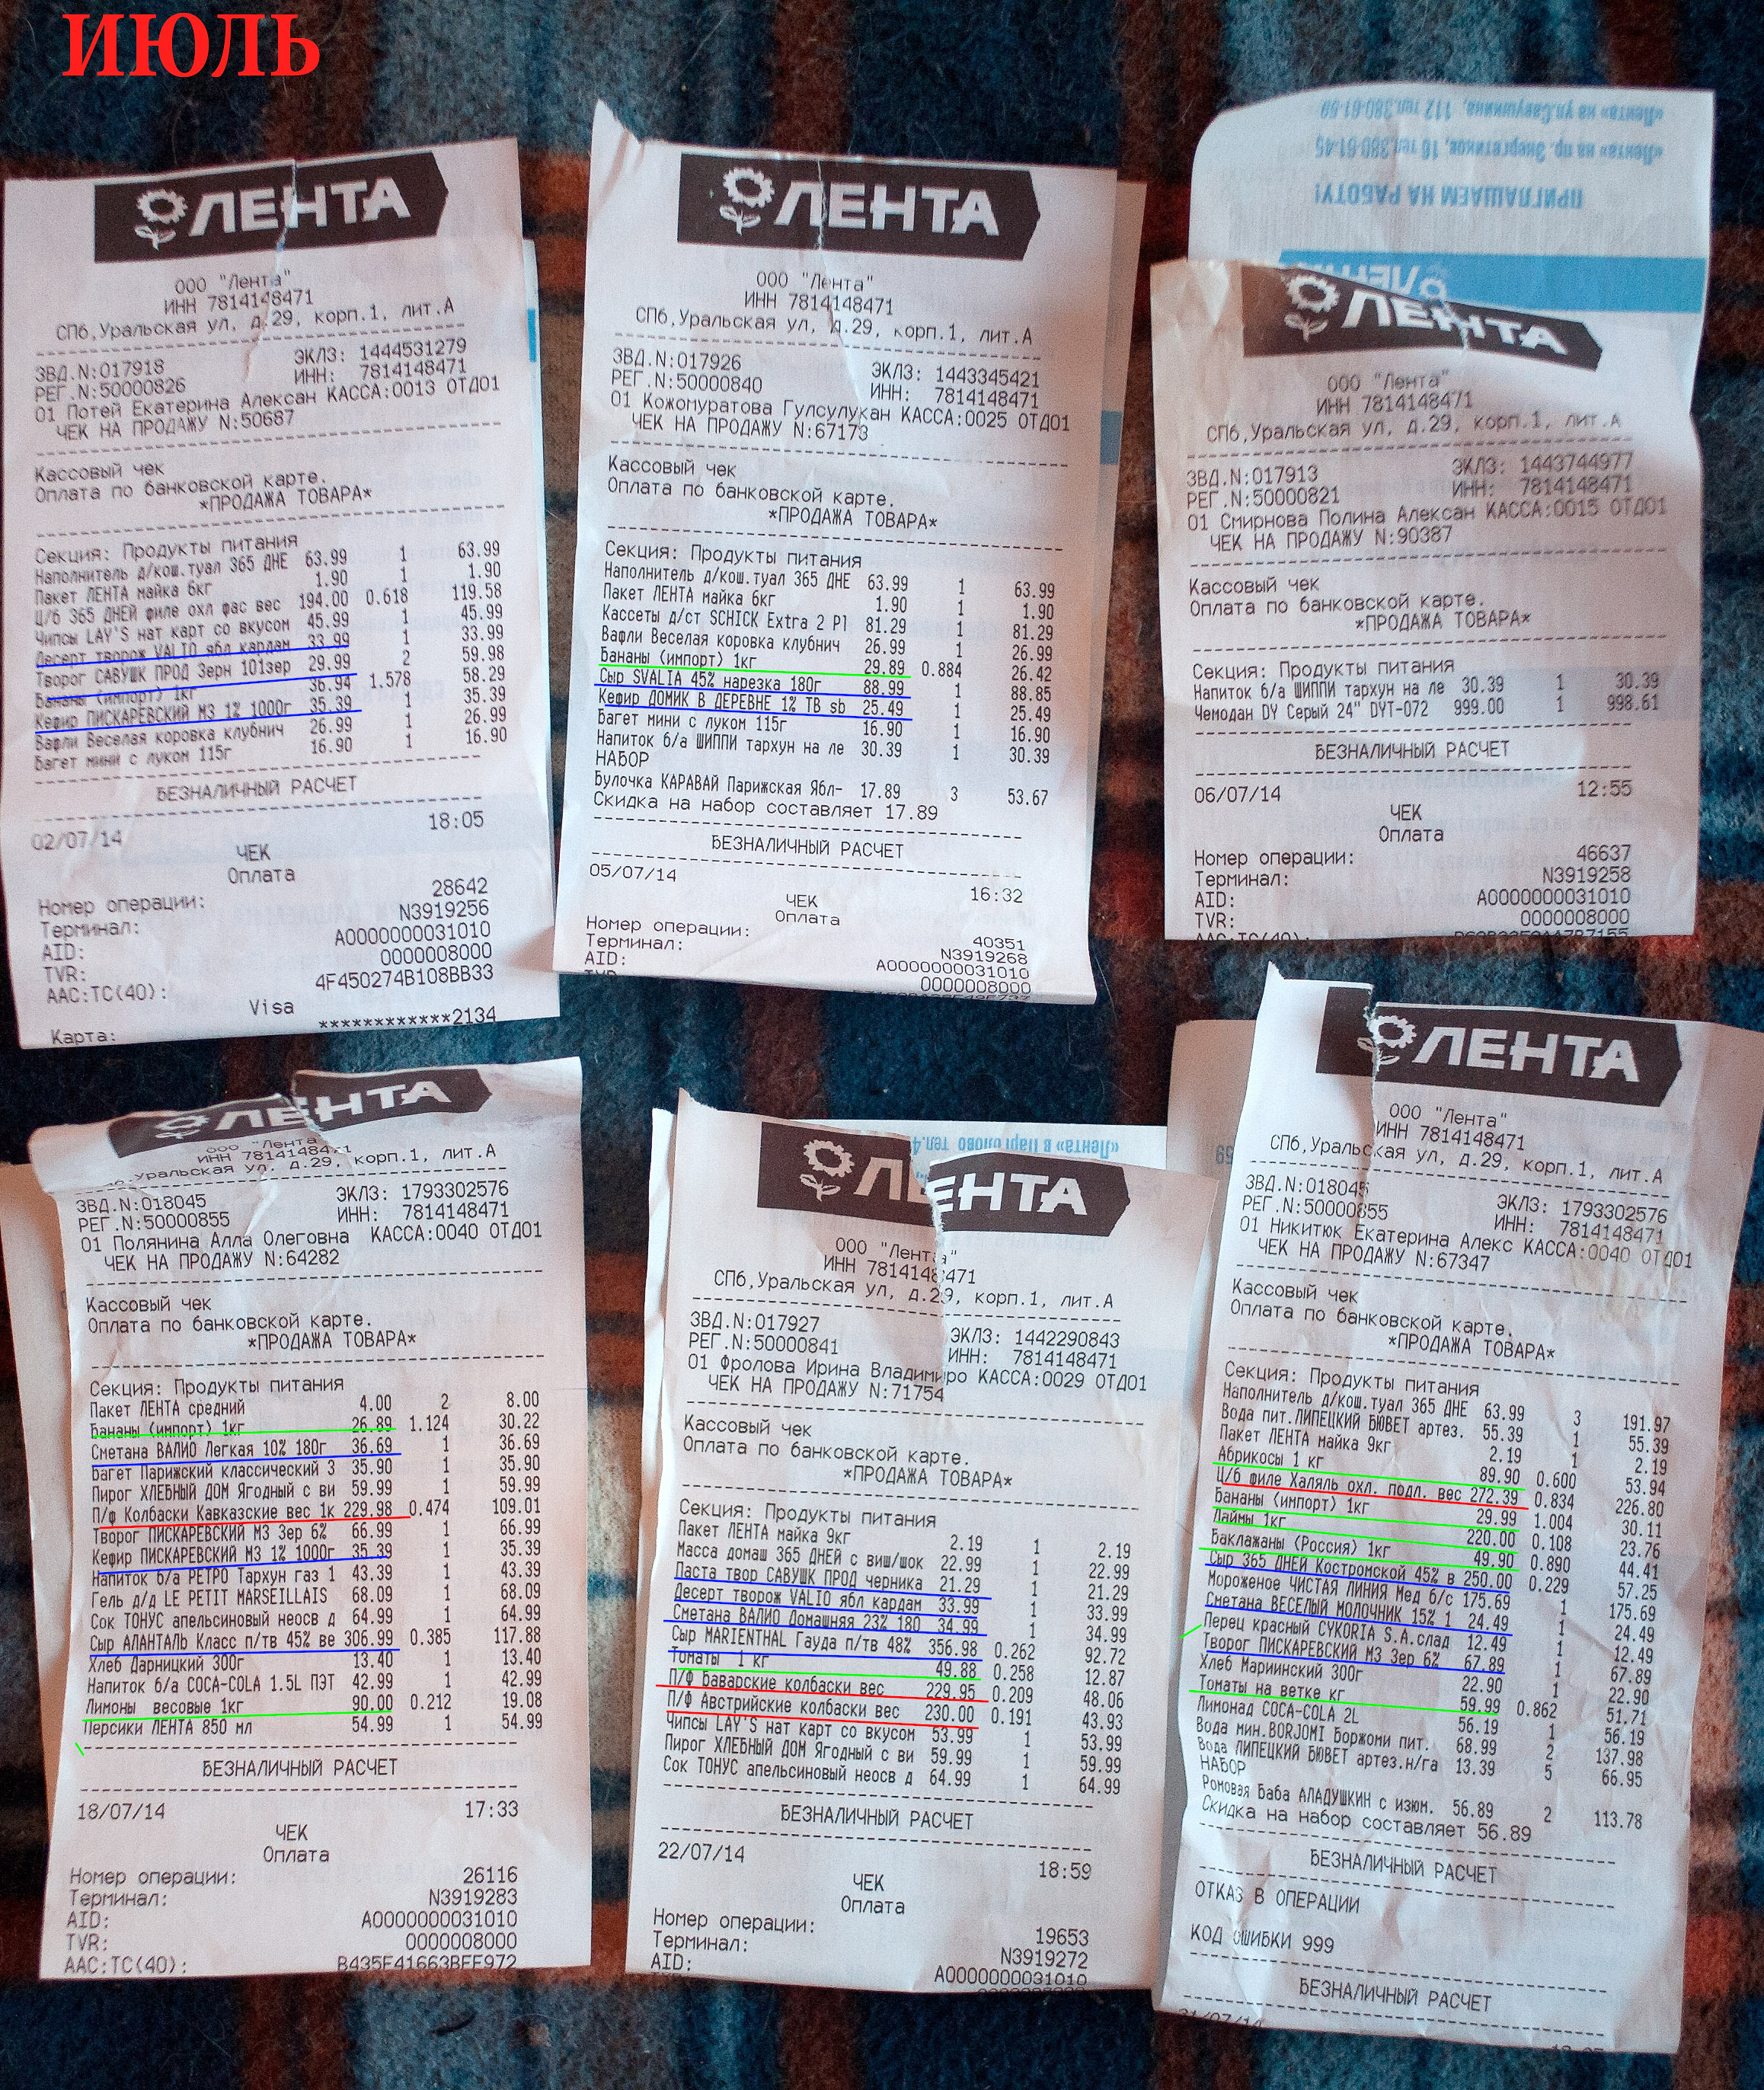 ИЮЛЬ
ЛЕНТА
ООО "Лента"
ИНН 7814148471
СПб,Уральская ул, д.29, корп.1, лит.А
ЗВД.N:017918 ЭКЛЗ: 1444531279
РЕГ.N:50000826 ИНН: 7814148471
01 Потей Екатерина Алексан КАССА:0013 ОТД01
ЧЕК НА ПРОДАЖУ N:50687
Кассовый чек
Оплата по банковской карте.
*ПРОДАЖА ТОВАРА*
Секция: Продукты питания
Наполнитель д/кош.туал 365 ДНЕ 63.99 1 63.99
Пакет ЛЕНТА майка 6кг 1.90 1 1.90
Ц/б 365 ДНЕЙ филе охл фас вес 194.00 0.618 119.58
Чипсы LAY'S нат карт со вкусом 45.99 1 45.99
Десерт творож VALIO ябл кардам 33.99 1 33.99
Творог САВУШК ПРОД Зерн 101зер 29.99 2 59.98
Бананы (импорт) 1кг 36.94 1.578 58.29
Кефир ПИСКАРЕВСКИЙ МЗ 1% 1000г 35.39 1 35.39
Вафли Веселая коровка клубнич 26.99 1 26.99
Багет мини с луком 115г 16.90 1 16.90
БЕЗНАЛИЧНЫЙ РАСЧЕТ
02/07/14 18:05
ЧЕК
Оплата
Номер операции: 28642
Терминал: N3919256
AID: A0000000031010
TVR: 0000008000
AAC:TC(40): 4F450274B108BB33
Visa
Карта: ************2134
ЛЕНТА
ООО "Лента"
ИНН 7814148471
СПб,Уральская ул, д.29, корп.1, лит.А
ЗВД.N:017926 ЭКЛЗ: 1443345421
РЕГ.N:50000840 ИНН: 7814148471
01 Кожомуратова Гулсулукан КАССА:0025 ОТД01
ЧЕК НА ПРОДАЖУ N:67173
Кассовый чек
Оплата по банковской карте.
*ПРОДАЖА ТОВАРА*
Секция: Продукты питания
Наполнитель д/кош.туал 365 ДНЕ 63.99 1 63.99
Пакет ЛЕНТА майка 6кг 1.90 1 1.90
Кассеты д/ст SCHICK Extra 2 Pl 81.29 1 81.29
Вафли Веселая коровка клубнич 26.99 1 26.99
Бананы (импорт) 1кг 29.89 0.884 26.42
Сыр SVALIA 45% нарезка 180г 88.99 1 88.85
Кефир ДОМИК В ДЕРЕВНЕ 1% ТВ sb 25.49 1 25.49
Багет мини с луком 115г 16.90 1 16.90
Напиток б/а ШИППИ тархун на ле 30.39 1 30.39
НАБОР
Булочка КАРАВАЙ Парижская Ябл- 17.89 3 53.67
Скидка на набор составляет 17.89
БЕЗНАЛИЧНЫЙ РАСЧЕТ
05/07/14 16:32
ЧЕК
Оплата
Номер операции: 40351
Терминал: N3919268
AID: A0000000031010
TVR: 0000008000
«Лента» на ул.Савушкина, 112 тел.380-61-59
«Лента» на пр. Энергетиков, 16 тел.380-61-45
ПРИГЛАШАЕМ НА РАБОТУ!
ЛЕНТА
ЛЕНТА
ООО "Лента"
ИНН 7814148471
СПб,Уральская ул, д.29, корп.1, лит.А
ЗВД.N:017913 ЭКЛЗ: 1443744977
РЕГ.N:50000821 ИНН: 7814148471
01 Смирнова Полина Алексан КАССА:0015 ОТД01
ЧЕК НА ПРОДАЖУ N:90387
Кассовый чек
Оплата по банковской карте.
*ПРОДАЖА ТОВАРА*
Секция: Продукты питания
Напиток б/а ШИППИ тархун на ле 30.39 1 30.39
Чемодан DY Серый 24" DYT-072 999.00 1 998.61
БЕЗНАЛИЧНЫЙ РАСЧЕТ
06/07/14 12:55
ЧЕК
Оплата
Номер операции: 46637
Терминал: N3919258
AID: A0000000031010
TVR: 0000008000
ЛЕНТА
ООО "Лента"
ИНН 7814148471
Уральская ул, д.29, корп.1, лит.А
ЗВД.N:018045 ЭКЛЗ: 1793302576
РЕГ.N:50000855 ИНН: 7814148471
01 Полянина Алла Олеговна КАССА:0040 ОТД01
ЧЕК НА ПРОДАЖУ N:64282
Кассовый чек
Оплата по банковской карте.
*ПРОДАЖА ТОВАРА*
Секция: Продукты питания
Пакет ЛЕНТА средний 4.00 2 8.00
Бананы (импорт) 1кг 26.89 1.124 30.22
Сметана ВАЛИО Легкая 10% 180г 36.69 1 36.69
Багет Парижский классический 3 35.90 1 35.90
Пирог ХЛЕБНЫЙ ДОМ Ягодный с ви 59.99 1 59.99
П/ф Колбаски Кавказские вес 1к 229.98 0.474 109.01
Творог ПИСКАРЕВСКИЙ МЗ Зер 6% 66.99 1 66.99
Кефир ПИСКАРЕВСКИЙ МЗ 1% 1000г 35.39 1 35.39
Напиток б/а РЕТРО Тархун газ 1 43.39 1 43.39
Гель д/д LE PETIT MARSEILLAIS 68.09 1 68.09
Сок ТОНУС апельсиновый неосв д 64.99 1 64.99
Сыр АЛАНТАЛЬ Класс п/тв 45% ве 306.99 0.385 117.88
Хлеб Дарницкий 300г 13.40 1 13.40
Напиток б/а COCA-COLA 1.5L ПЭТ 42.99 1 42.99
Лимоны весовые 1кг 90.00 0.212 19.08
Персики ЛЕНТА 850 мл 54.99 1 54.99
БЕЗНАЛИЧНЫЙ РАСЧЕТ
18/07/14 17:33
ЧЕК
Оплата
Номер операции: 26116
Терминал: N3919283
AID: A0000000031010
TVR: 0000008000
AAC:TC(40): B435F41663BFF972
«Лента» в Парголово тел.4
ЛЕНТА
ООО "Лента"
ИНН 7814148471
СПб,Уральская ул, д.29, корп.1, лит.А
ЗВД.N:017927 ЭКЛЗ: 1442290843
РЕГ.N:50000841 ИНН: 7814148471
01 Фролова Ирина Владимиро КАССА:0029 ОТД01
ЧЕК НА ПРОДАЖУ N:71754
Кассовый чек
Оплата по банковской карте.
*ПРОДАЖА ТОВАРА*
Секция: Продукты питания
Пакет ЛЕНТА майка 9кг 2.19 1 2.19
Масса домаш 365 ДНЕЙ с виш/шок 22.99 1 22.99
Паста твор САВУШК ПРОД черника 21.29 1 21.29
Десерт творож VALIO ябл кардам 33.99 1 33.99
Сметана ВАЛИО Домашняя 23% 180 34.99 1 34.99
Сыр MARIENTHAL Гауда п/тв 48% 356.98 0.262 92.72
Томаты 1 кг 49.88 0.258 12.87
П/Ф Баварские колбаски вес 229.95 0.209 48.06
П/Ф Австрийские колбаски вес 230.00 0.191 43.93
Чипсы LAY'S нат карт со вкусом 53.99 1 53.99
Пирог ХЛЕБНЫЙ ДОМ Ягодный с ви 59.99 1 59.99
Сок ТОНУС апельсиновый неосв д 64.99 1 64.99
БЕЗНАЛИЧНЫЙ РАСЧЕТ
22/07/14 18:59
ЧЕК
Оплата
Номер операции: 19653
Терминал: N3919272
AID: A0000000031010
59
ЛЕНТА
ООО "Лента"
ИНН 7814148471
СПб,Уральская ул, д.29, корп.1, лит.А
ЗВД.N:018045 ЭКЛЗ: 1793302576
РЕГ.N:50000855 ИНН: 7814148471
01 Никитюк Екатерина Алекс КАССА:0040 ОТД01
ЧЕК НА ПРОДАЖУ N:67347
Кассовый чек
Оплата по банковской карте.
*ПРОДАЖА ТОВАРА*
Секция: Продукты питания
Наполнитель д/кош.туал 365 ДНЕ 63.99 3 191.97
Вода пит.ЛИПЕЦКИЙ БЮВЕТ артез. 55.39 1 55.39
Пакет ЛЕНТА майка 9кг 2.19 1 2.19
Абрикосы 1 кг 89.90 0.600 53.94
Ц/б филе Халяль охл. подл. вес 272.39 0.834 226.80
Бананы (импорт) 1кг 29.99 1.004 30.11
Лаймы 1кг 220.00 0.108 23.76
Баклажаны (Россия) 1кг 49.90 0.890 44.41
Сыр 365 ДНЕЙ Костромской 45% в 250.00 0.229 57.25
Мороженое ЧИСТАЯ ЛИНИЯ Мед б/с 175.69 1 175.69
Сметана ВЕСЕЛЫЙ МОЛОЧНИК 15% 1 24.49 1 24.49
Перец красный CYKORIA S.A.слад 12.49 1 12.49
Творог ПИСКАРЕВСКИЙ МЗ Зер 6% 67.89 1 67.89
Хлеб Мариинский 300г 22.90 1 22.90
Томаты на ветке кг 59.99 0.862 51.71
Лимонад COCA-COLA 2L 56.19 1 56.19
Вода мин.BORJOMI Боржоми пит. 68.99 2 137.98
Вода ЛИПЕЦКИЙ БЮВЕТ артез.н/га 13.39 5 66.95
НАБОР
Ромовая Баба АЛАДУШКИН с изюм. 56.89 2 113.78
Скидка на набор составляет 56.89
БЕЗНАЛИЧНЫЙ РАСЧЕТ
ОТКАЗ В ОПЕРАЦИИ
КОД ОШИБКИ 999
БЕЗНАЛИЧНЫЙ РАСЧЕТ